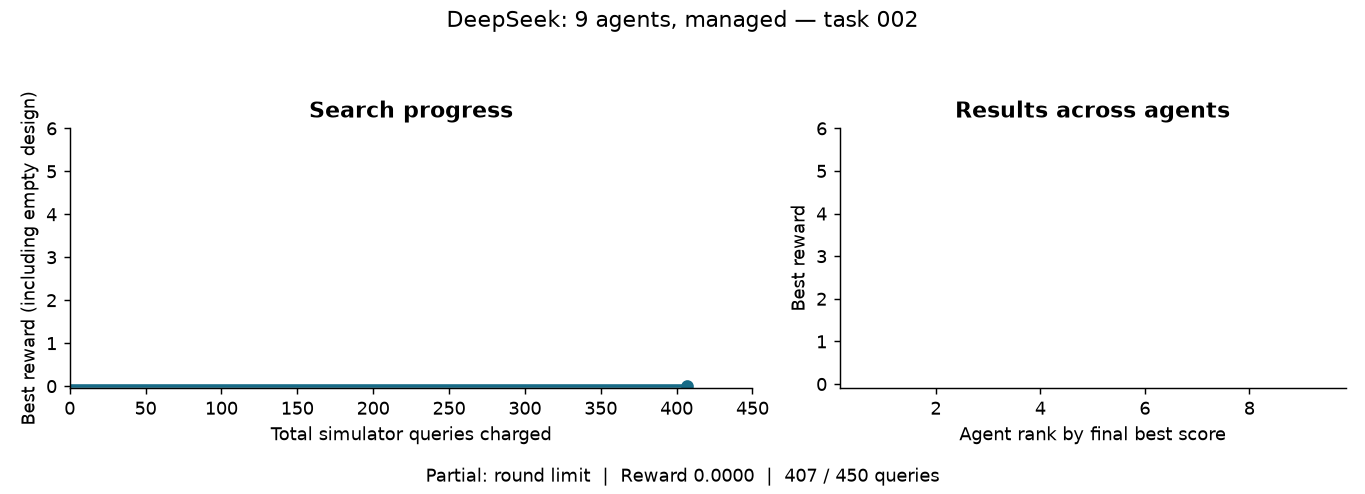 DeepSeek: 9 agents, managed — task 002
Search progress
Best reward (including empty design)
6
5
4
3
2
1
0
0 50 100 150 200 250 300 350 400 450
Total simulator queries charged
Results across agents
Best reward
6
5
4
3
2
1
0
2 4 6 8
Agent rank by final best score
Partial: round limit | Reward 0.0000 | 407 / 450 queries